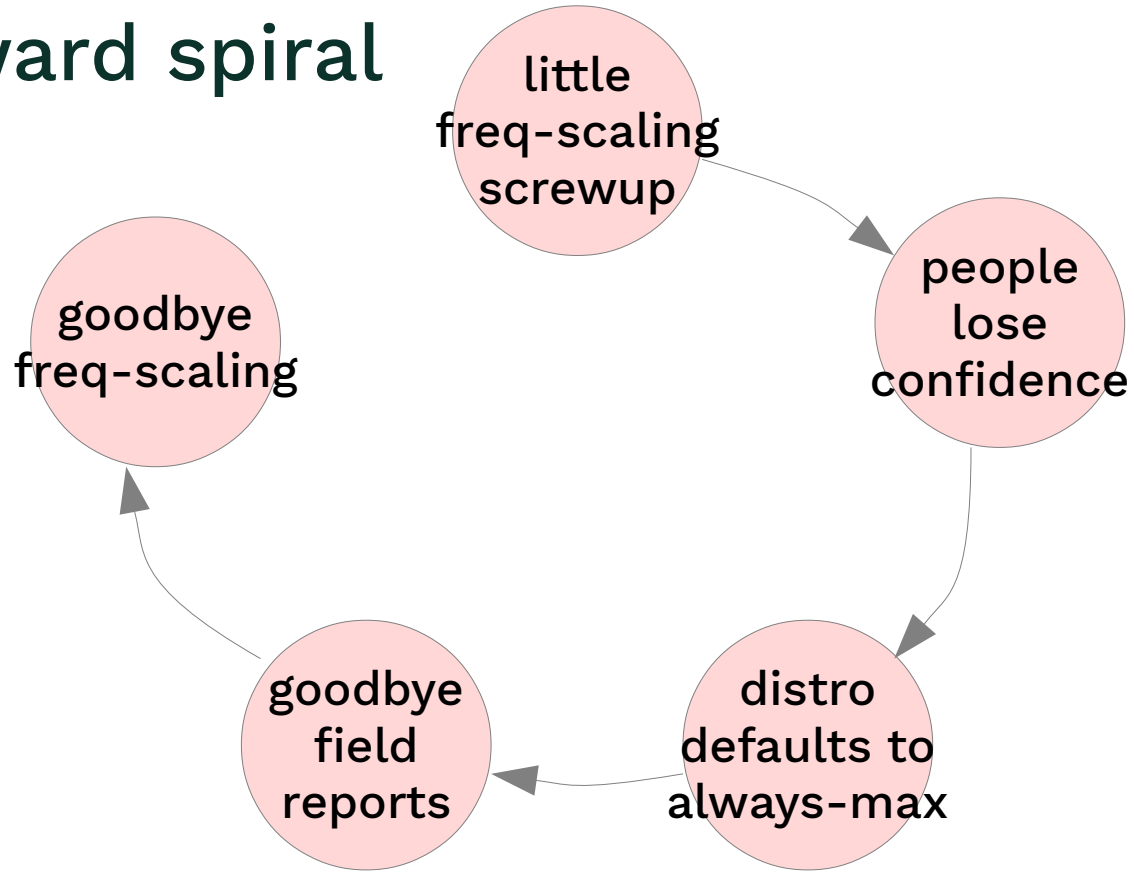 ward spiral
little
freq-scaling
screwup
people
lose
confidence
distro
defaults to
always-max
goodbye
field
reports
goodbye
freq-scaling